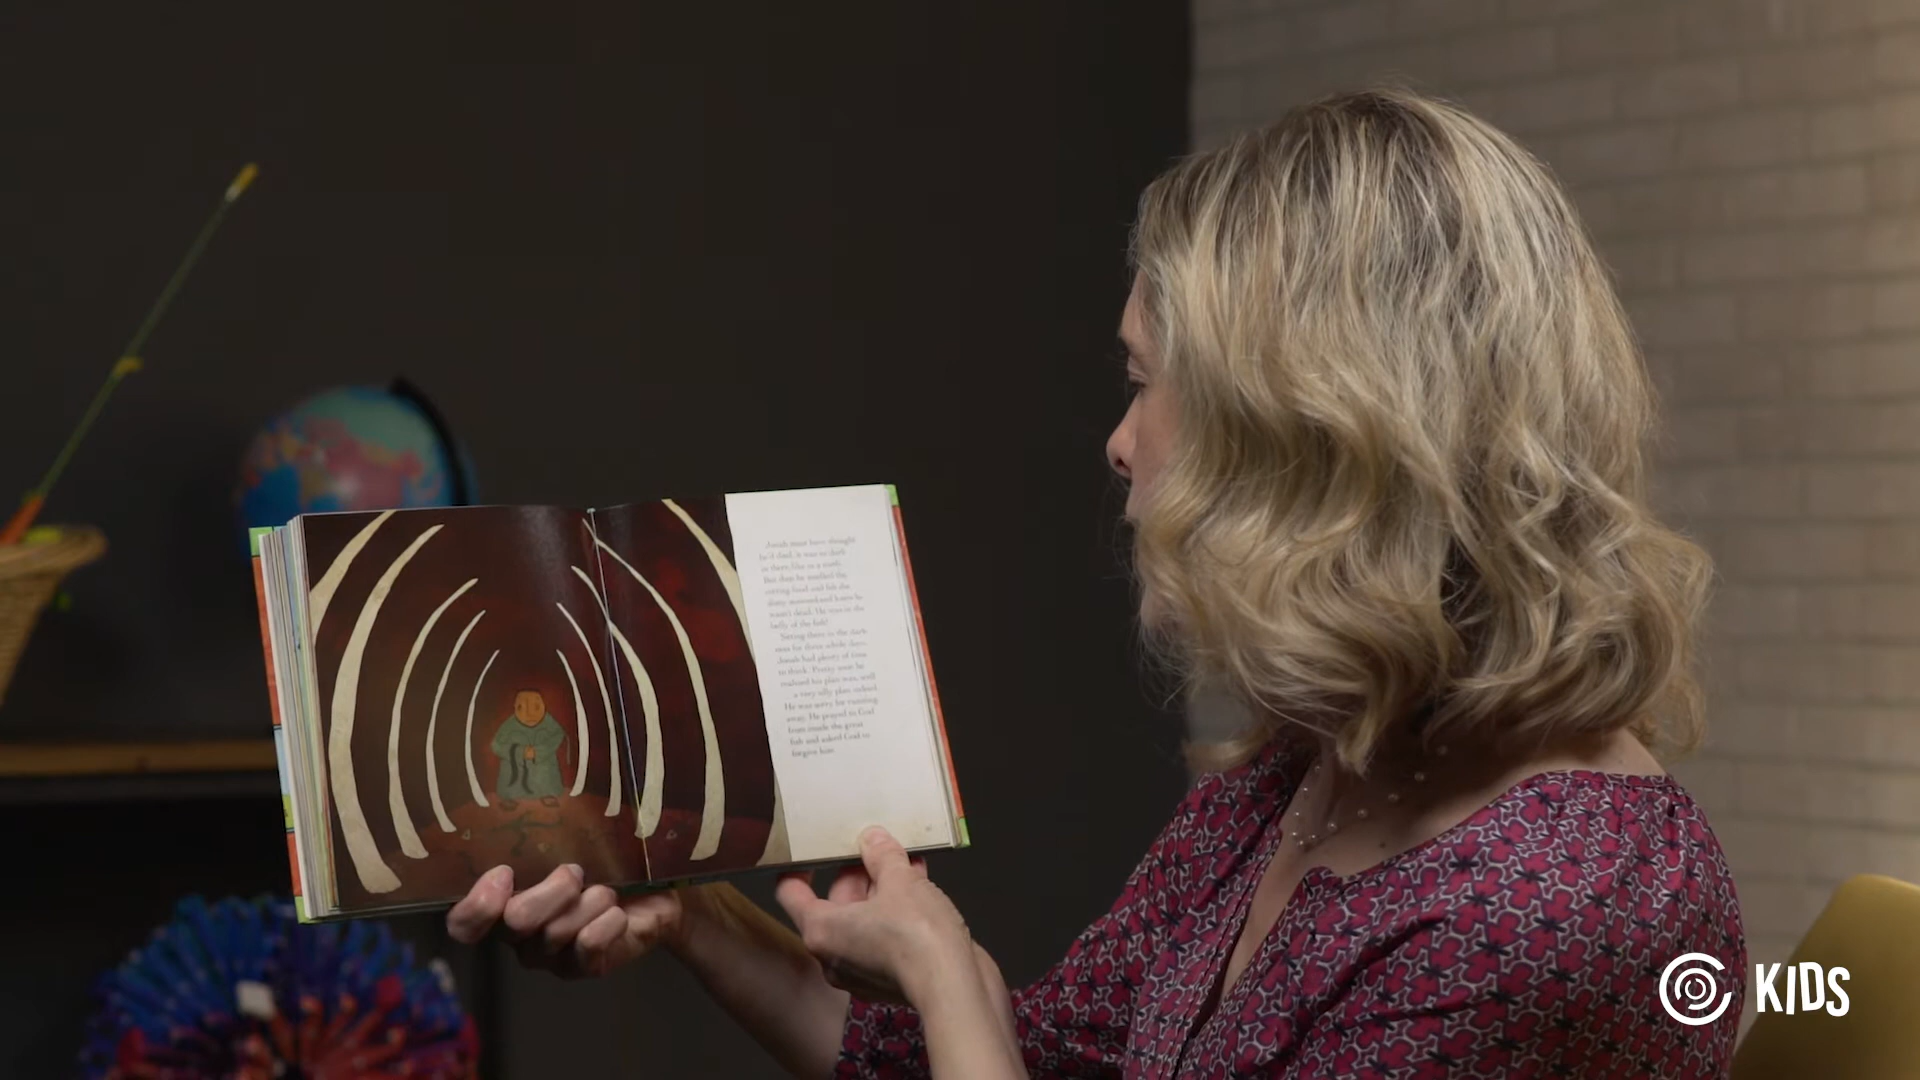 Jonah must have thought
he'd died, it was so dark
in there, like in a tomb.
But then he smelled the
rotting food and felt the
slimy seaweed and knew he
wasn't dead. He was in the
belly of the fish!
Sitting there in the dark
seas for three whole days,
Jonah had plenty of time
to think. Pretty soon he
realized his plan was, well
a very silly plan indeed.
He was sorry for running
away. He prayed to God
from inside the great
fish and asked God to
forgive him.
KIDS